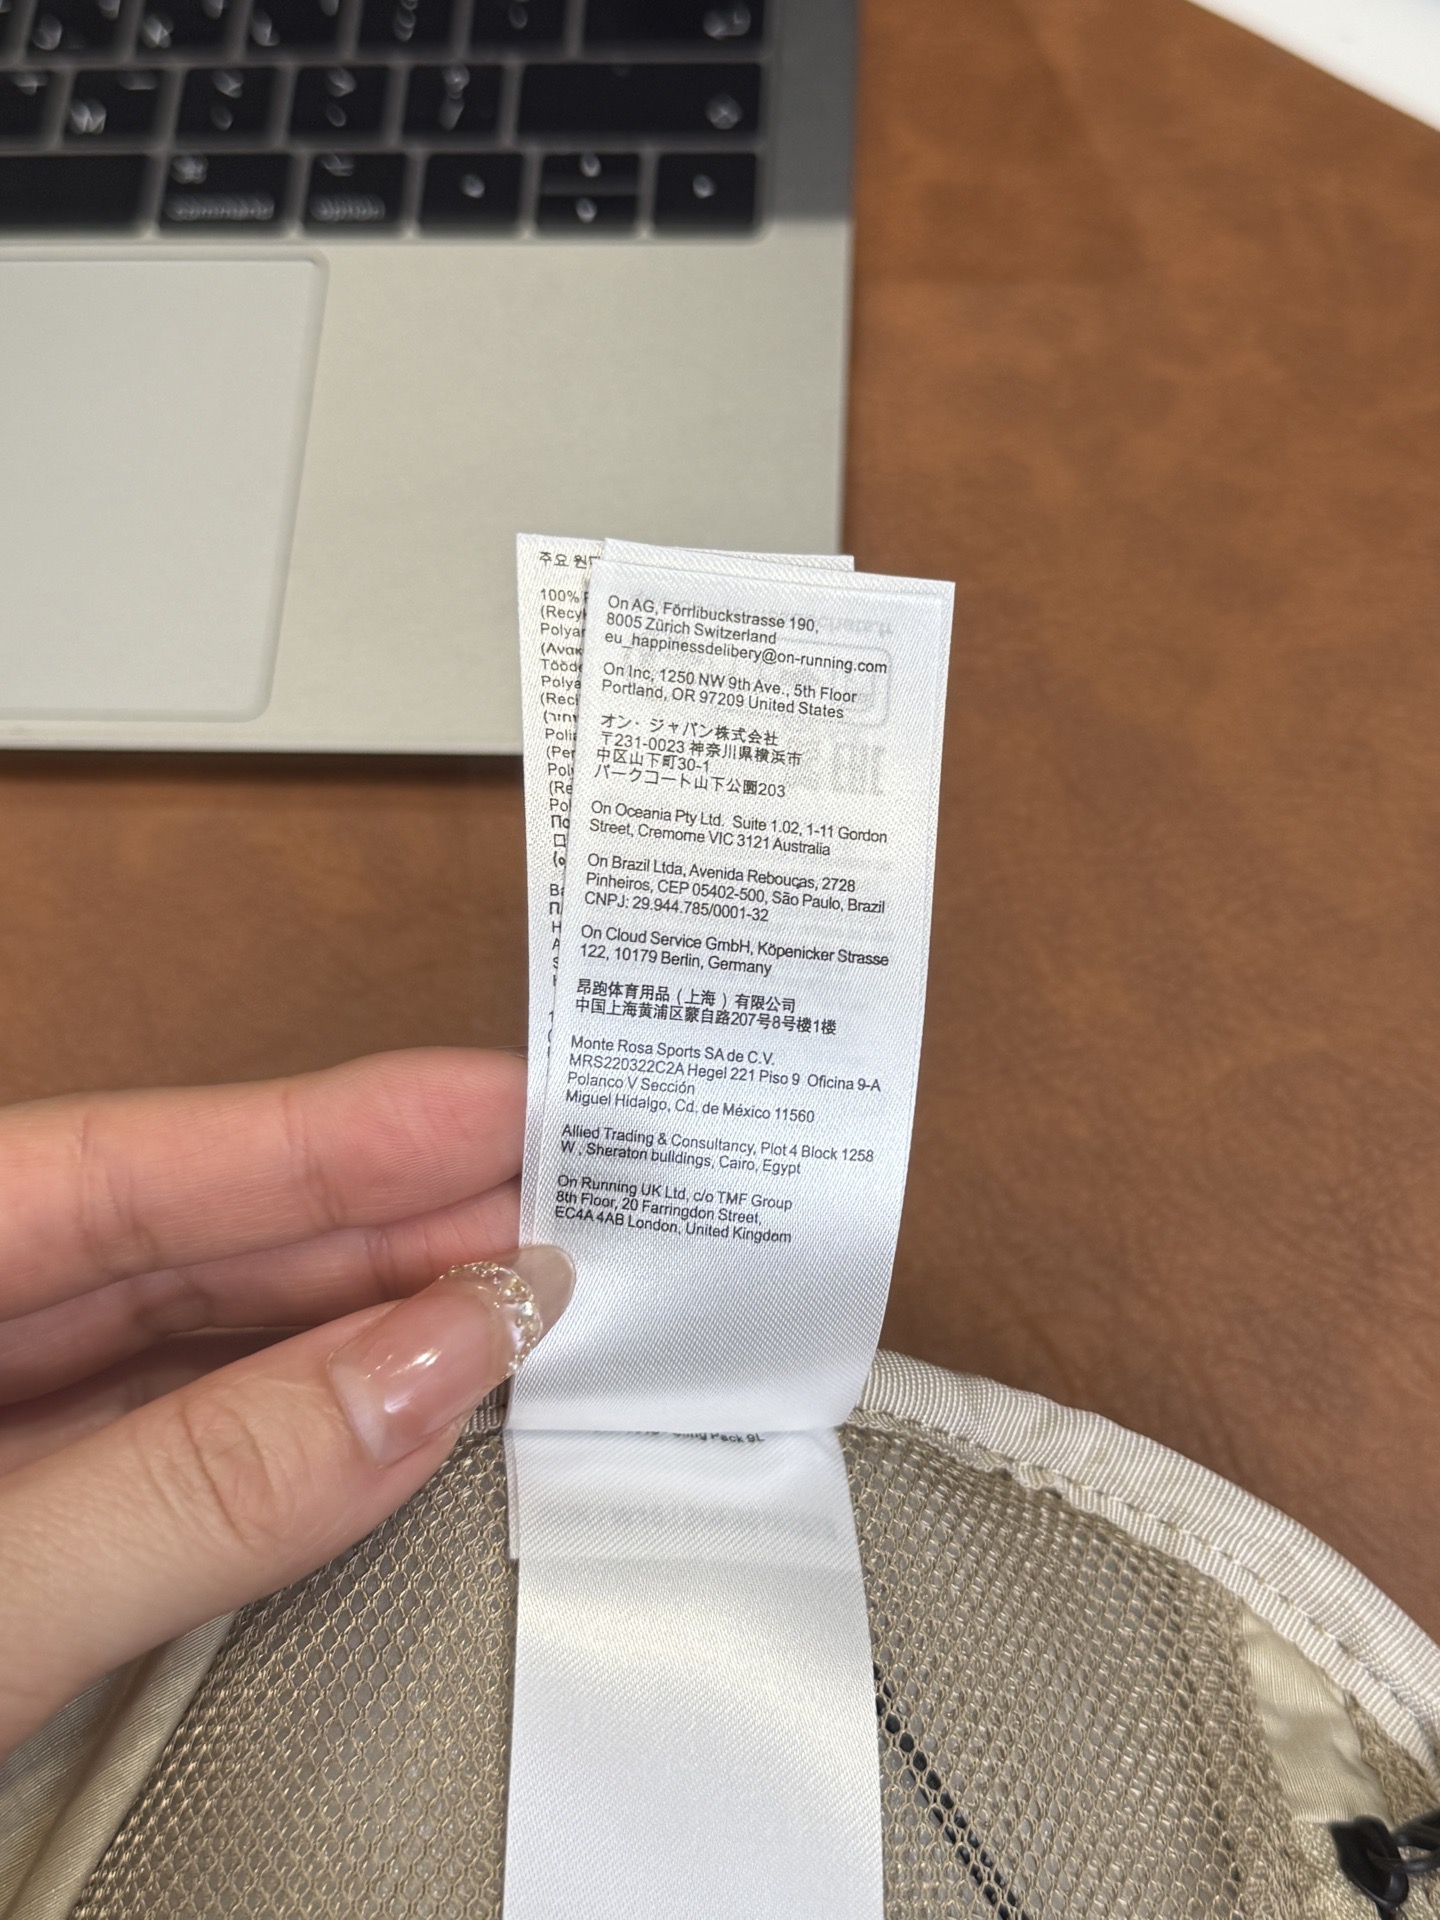 command
option
주요
100%
On AG, Förrlibuckstrasse 190,
8005 Zürich Switzerland
eu_happinessdelibery@on-running.com
On Inc, 1250 NW 9th Ave., 5th Floor
Portland, OR 97209 United States
オン・ジャパン株式会社
〒231-0023 神奈川県横浜市
中区山下町30-1
パークコート山下公園203
On Oceania Pty Ltd. Suite 1.02, 1-11 Gordon
Street, Cremorne VIC 3121 Australia
On Brazil Ltda, Avenida Rebouças, 2728
Pinheiros, CEP 05402-500, São Paulo, Brazil
CNPJ: 29.944.785/0001-32
On Cloud Service GmbH, Köpenicker Strasse
122, 10179 Berlin, Germany
昂跑体育用品（上海）有限公司
中国上海黄浦区蒙自路207号8号楼1楼
Monte Rosa Sports SA de C.V.
MRS220322C2A Hegel 221 Piso 9 Oficina 9-A
Polanco V Sección
Miguel Hidalgo, Cd. de México 11560
Allied Trading & Consultancy, Plot 4 Block 1258
W , Sheraton buildings, Cairo, Egypt
On Running UK Ltd, c/o TMF Group
8th Floor, 20 Farringdon Street,
EC4A 4AB London, United Kingdom
Pack 9L